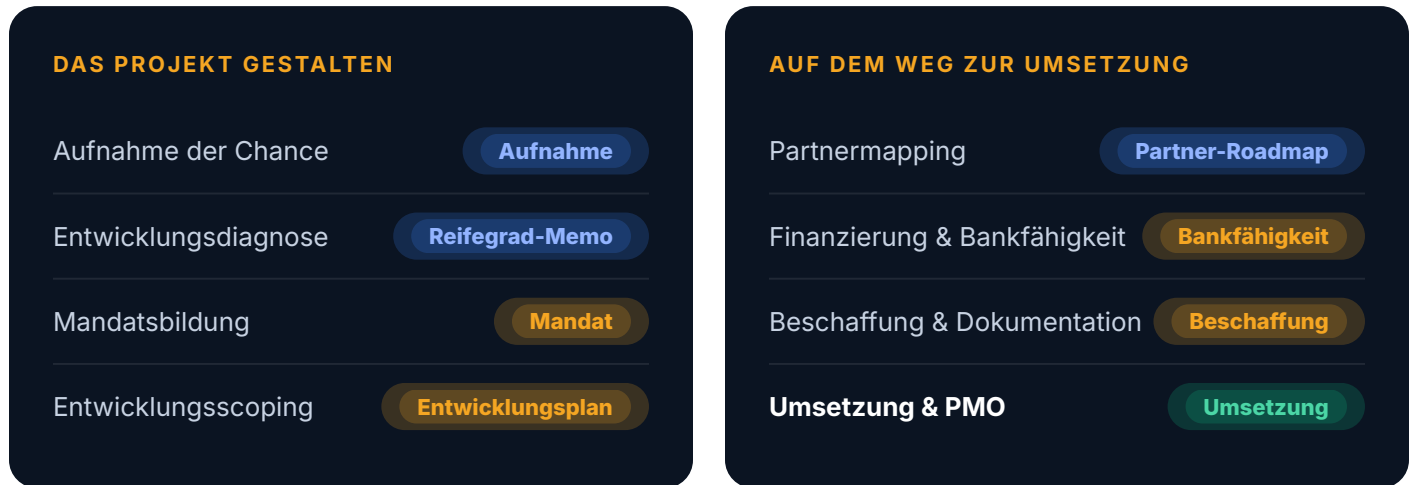 DAS PROJEKT GESTALTEN
Aufnahme der Chance Aufnahme
Entwicklungsdiagnose Reifegrad-Memo
Mandatsbildung Mandat
Entwicklungsscoping Entwicklungsplan
AUF DEM WEG ZUR UMSETZUNG
Partnermapping Partner-Roadmap
Finanzierung & Bankfähigkeit Bankfähigkeit
Beschaffung & Dokumentation Beschaffung
Umsetzung & PMO Umsetzung